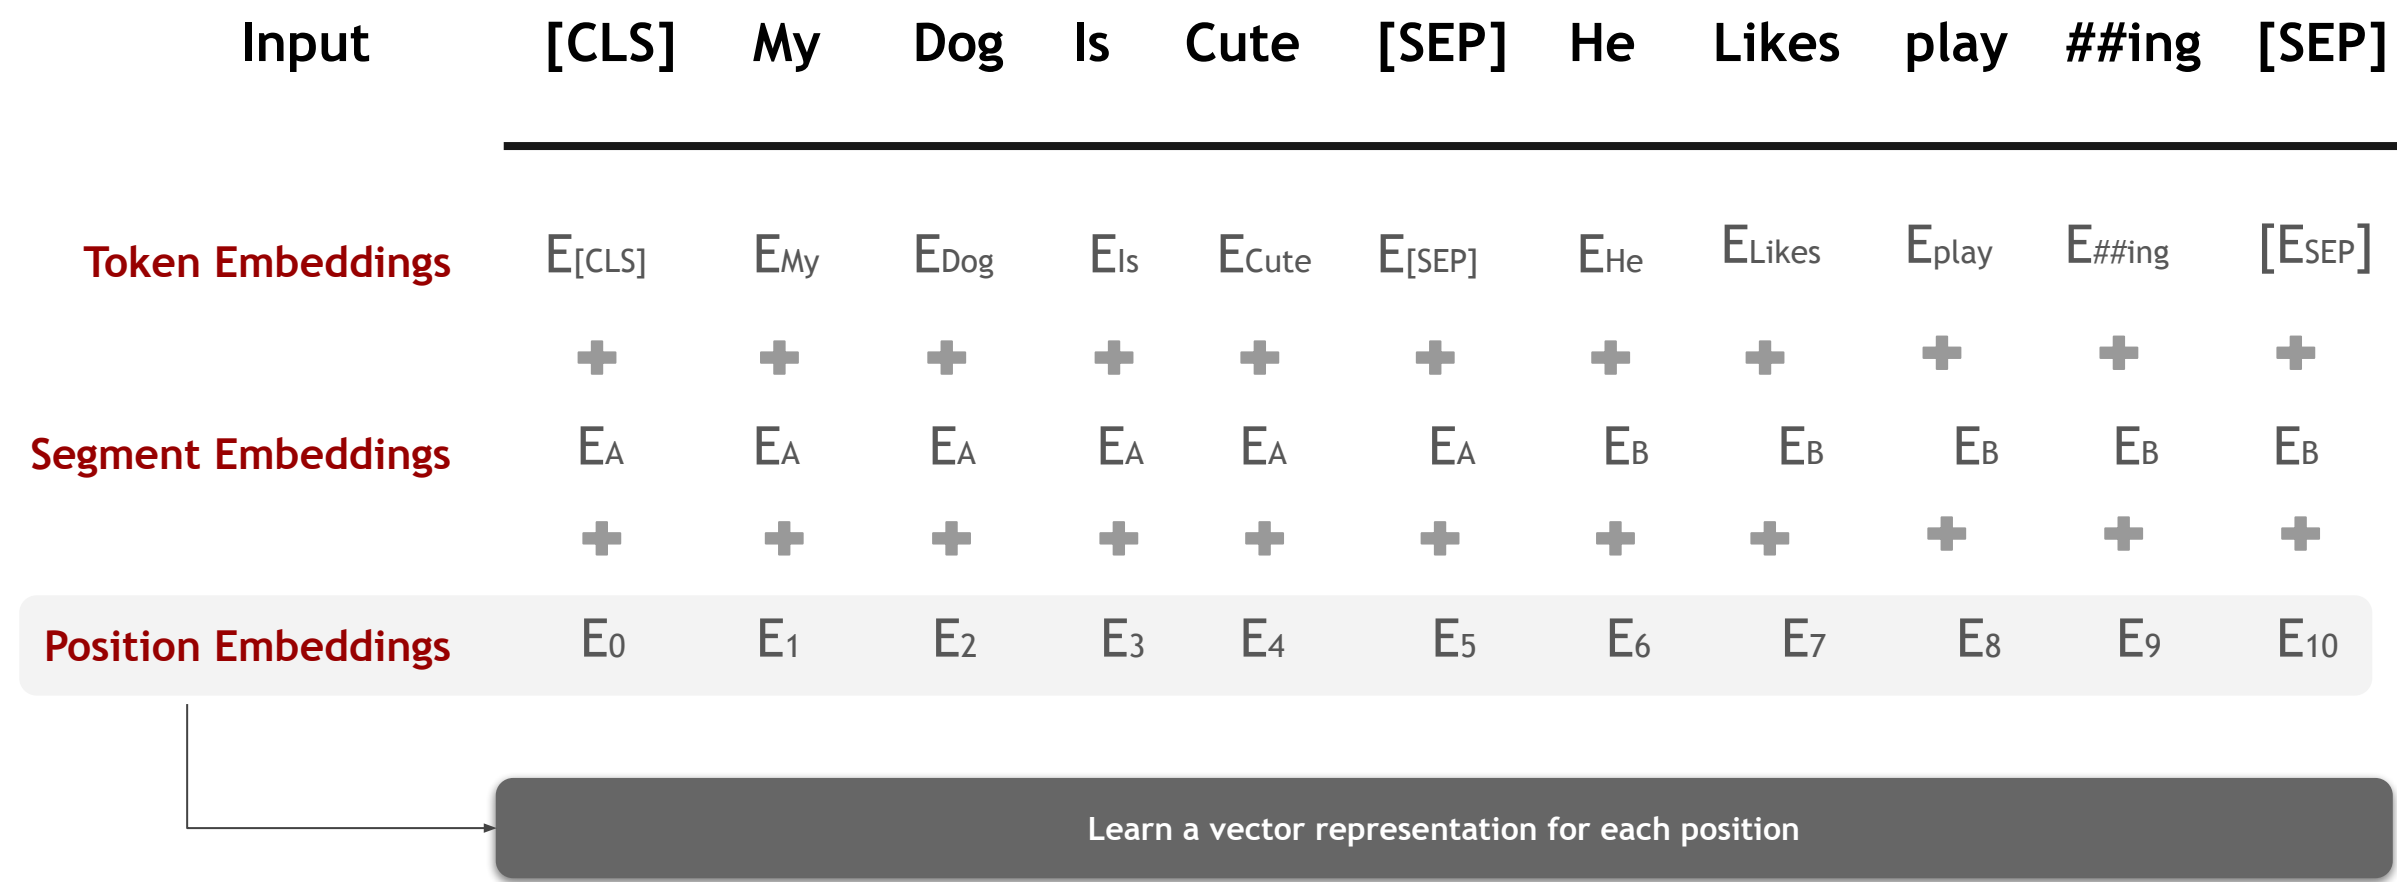 Input [CLS] My Dog Is Cute [SEP] He Likes play ##ing [SEP]
Token Embeddings E[CLS] EMy EDog EIs ECute E[SEP] EHe ELikes Eplay E##ing [ESEP]
+ + + + + + + + + + +
Segment Embeddings EA EA EA EA EA EA EB EB EB EB EB
+ + + + + + + + + + +
Position Embeddings E0 E1 E2 E3 E4 E5 E6 E7 E8 E9 E10
Learn a vector representation for each position